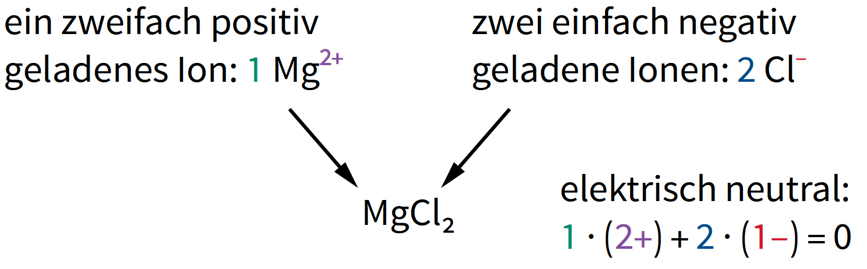 ein zweifach positiv
geladenes Ion: 1 Mg²⁺
zwei einfach negativ
geladene Ionen: 2 Cl⁻
MgCl₂
elektrisch neutral:
1 · (2+) + 2 · (1–) = 0